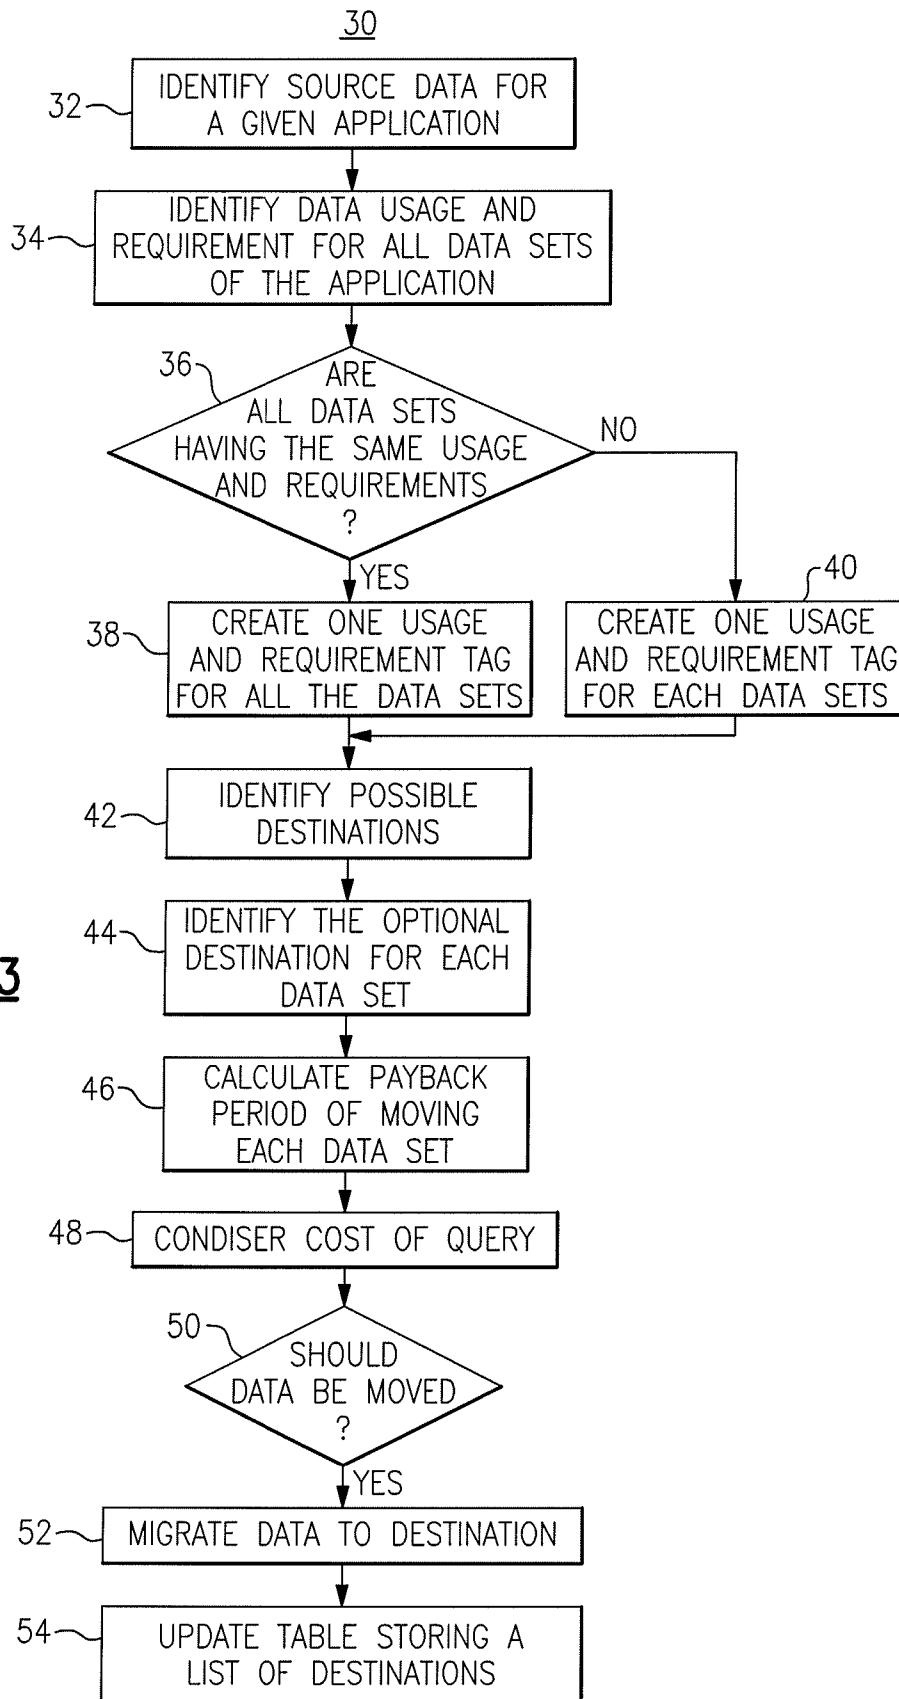 30
32
IDENTIFY SOURCE DATA FOR
A GIVEN APPLICATION
34
IDENTIFY DATA USAGE AND
REQUIREMENT FOR ALL DATA SETS
OF THE APPLICATION
36
ARE
ALL DATA SETS
HAVING THE SAME USAGE
AND REQUIREMENTS
?
NO
YES
38
CREATE ONE USAGE
AND REQUIREMENT TAG
FOR ALL THE DATA SETS
40
CREATE ONE USAGE
AND REQUIREMENT TAG
FOR EACH DATA SETS
42
IDENTIFY POSSIBLE
DESTINATIONS
44
IDENTIFY THE OPTIONAL
DESTINATION FOR EACH
DATA SET
3
46
CALCULATE PAYBACK
PERIOD OF MOVING
EACH DATA SET
48
CONDISER COST OF QUERY
50
SHOULD
DATA BE MOVED
?
YES
52
MIGRATE DATA TO DESTINATION
54
UPDATE TABLE STORING A
LIST OF DESTINATIONS